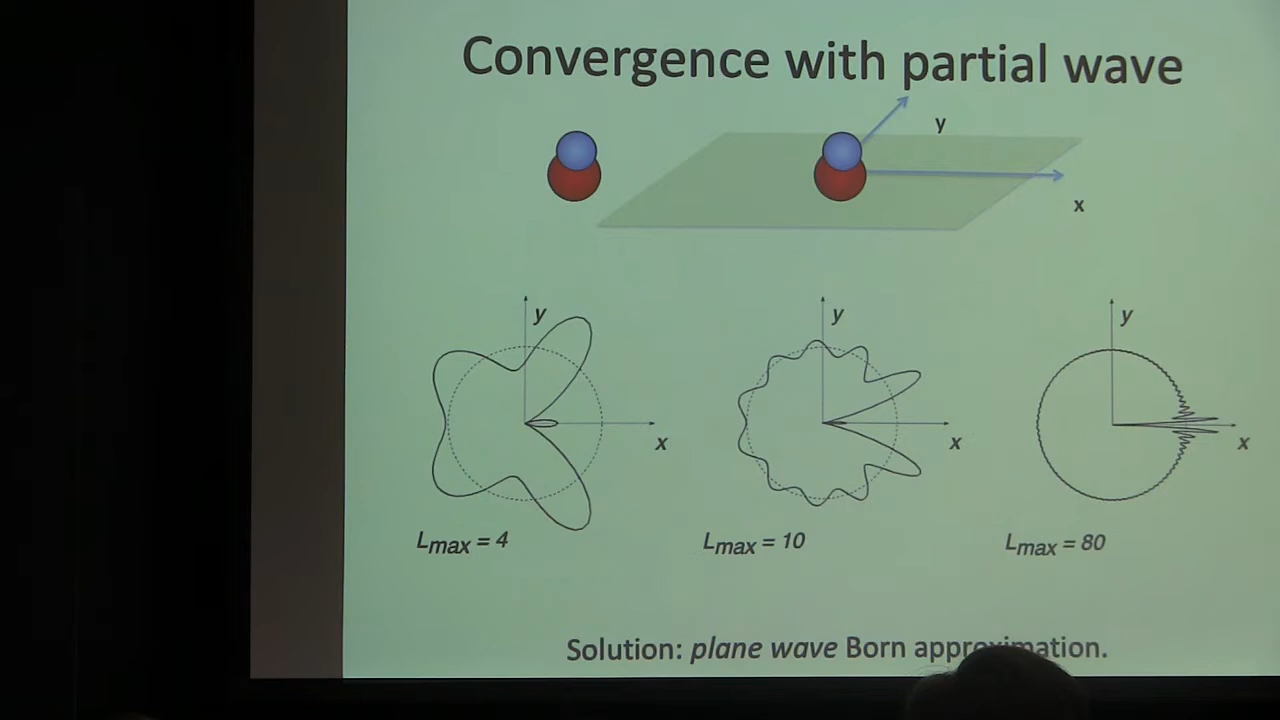 Convergence with partial wave
y
x
y
x
y
x
y
x
Lmax = 4
Lmax = 10
Lmax = 80
Solution: plane wave Born approximation.